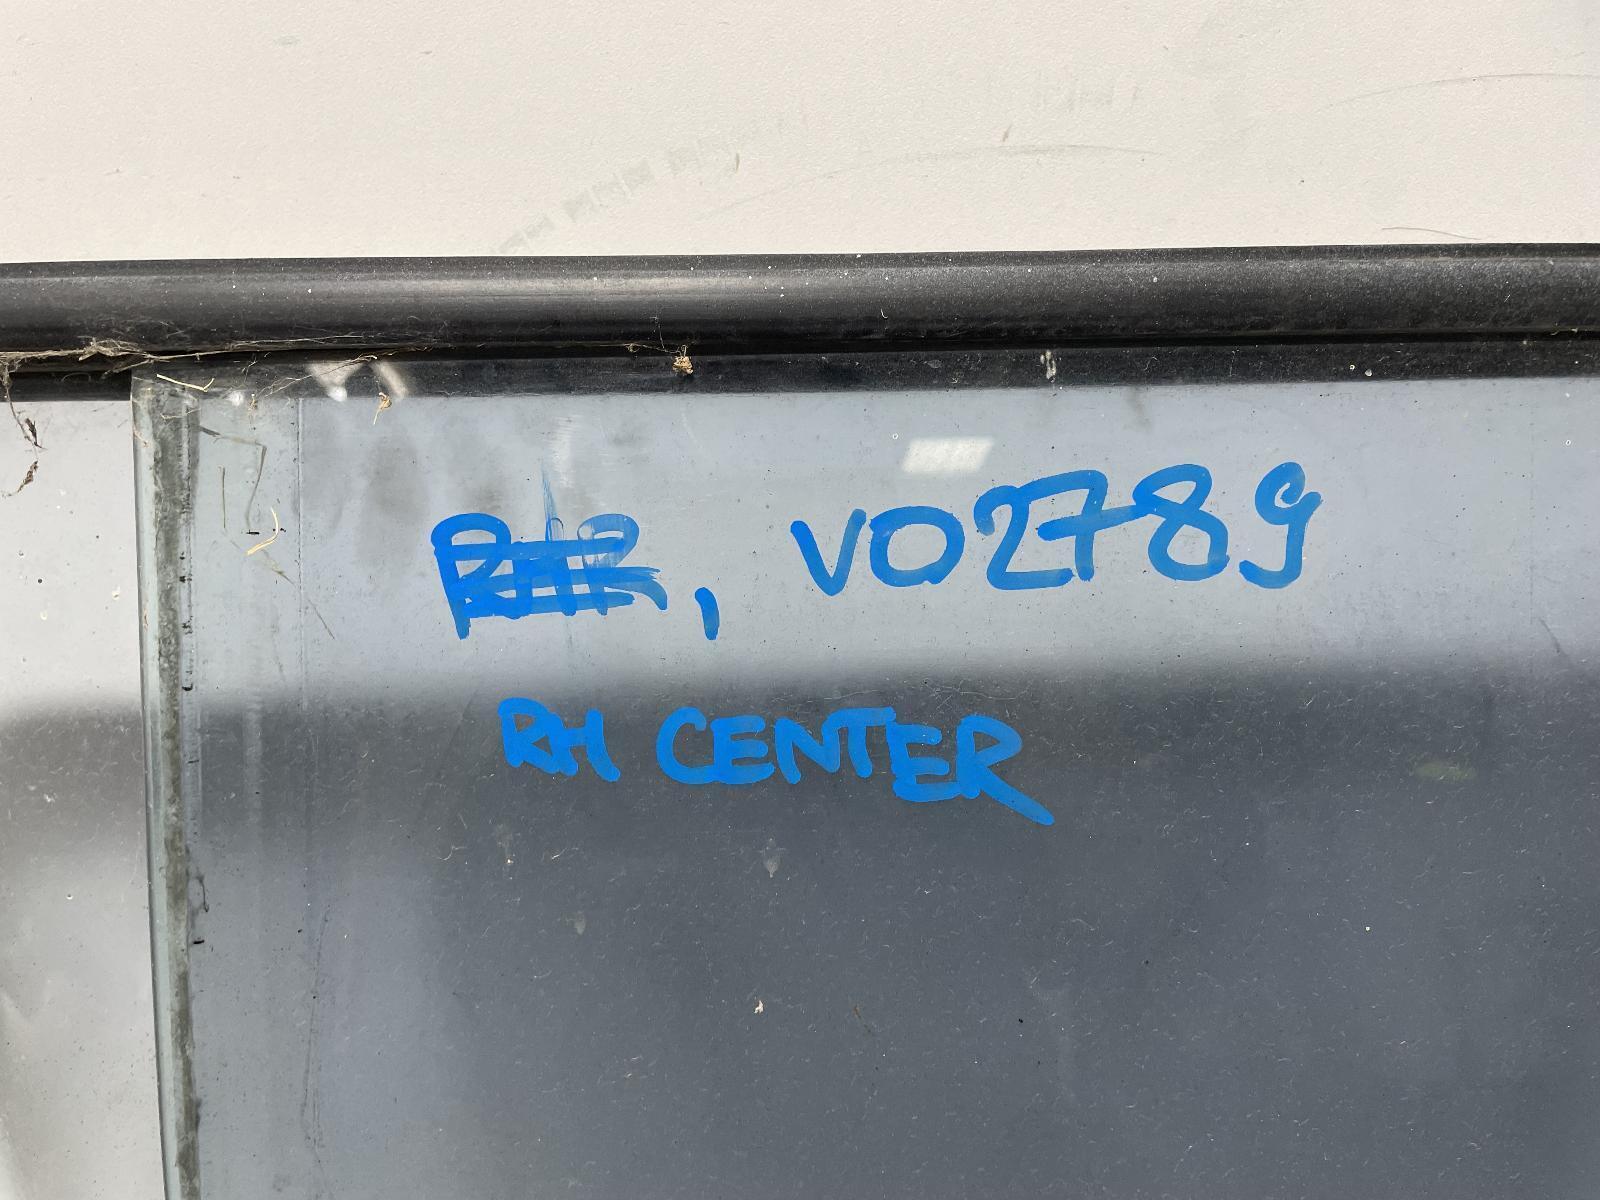 , VO2789
RH CENTER